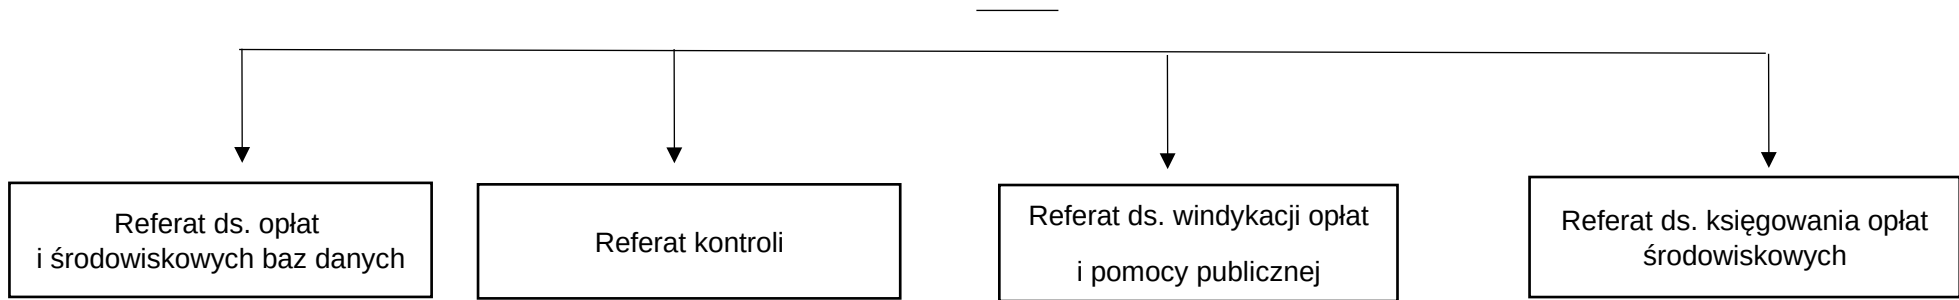 Referat ds. opłat
i środowiskowych baz danych
Referat kontroli
Referat ds. windykacji opłat
i pomocy publicznej
Referat ds. księgowania opłat
środowiskowych